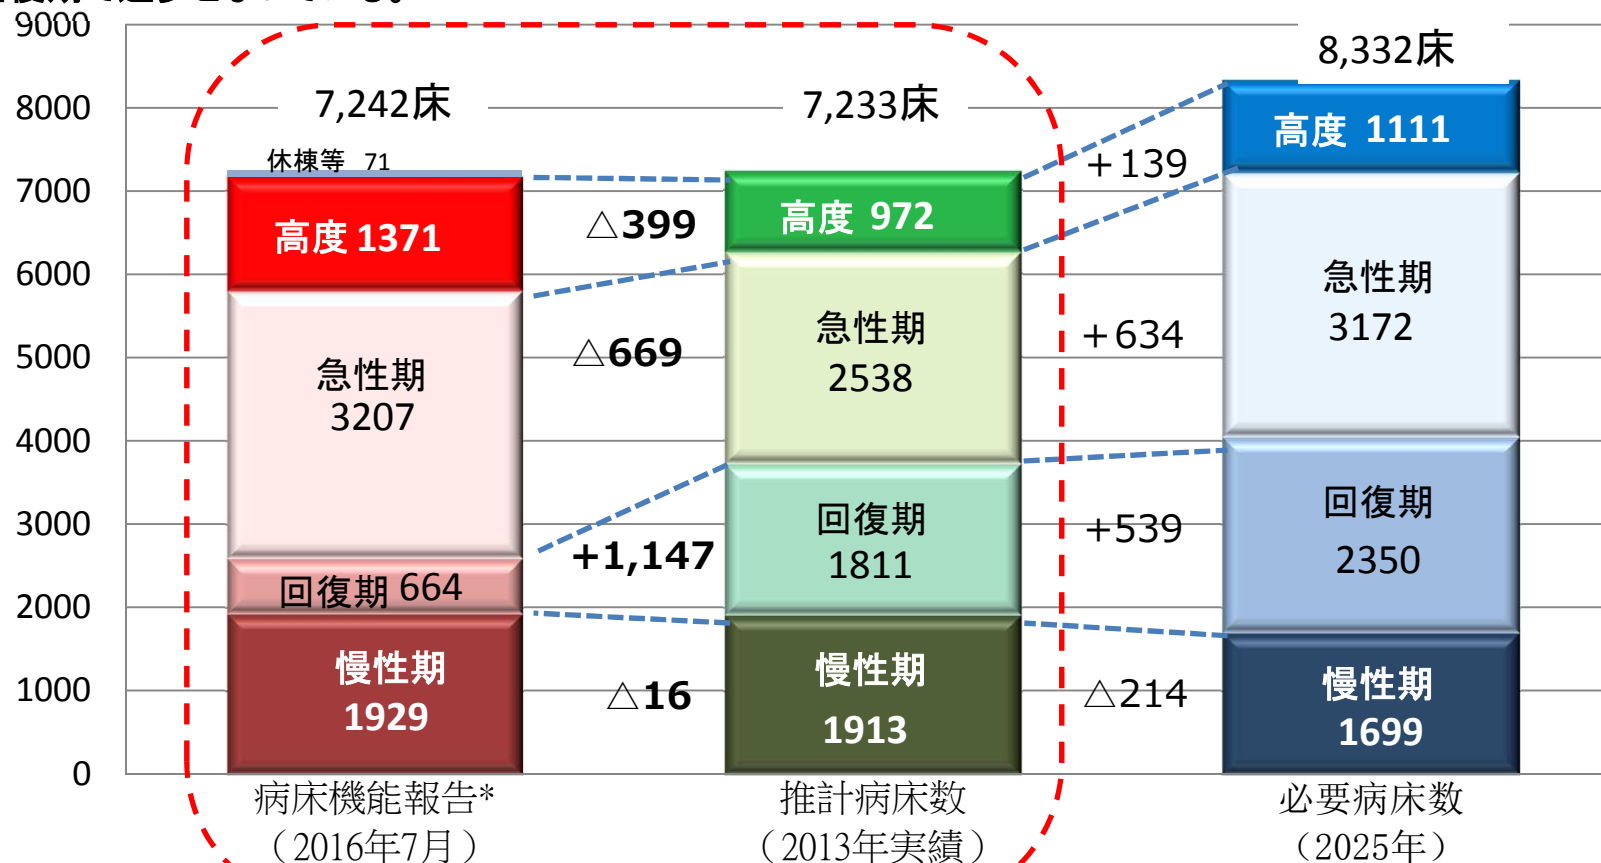 9000
8000
7000
6000
5000
4000
3000
2000
1000
0
7,242床
休棟等 71
高度 1371
急性期
3207
回復期 664
慢性期
1929
病床機能報告*
（2016年7月）
△399
△669
+1,147
△16
7,233床
高度 972
急性期
2538
回復期
1811
慢性期
1913
推計病床数
（2013年実績）
＋139
＋634
+539
△214
8,332床
高度 1111
急性期
3172
回復期
2350
慢性期
1699
必要病床数
（2025年）